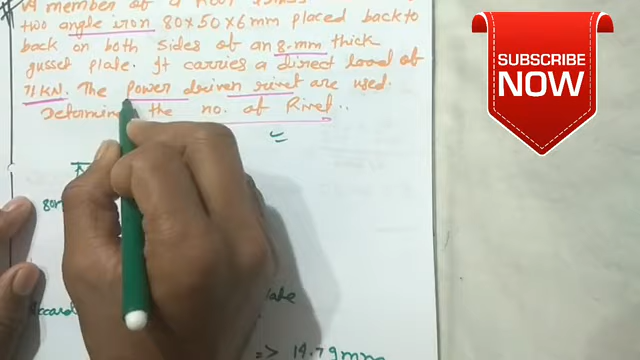 A member of a Roof
two angle iron 80x50x6mm placed back to
back on both sides of an 8-mm thick
gusset plate. It carries a direct load of
71 KN. The power driven rivet are used.
Determine the no. of Rivet..
80
Accord
=> 14.79mm
SUBSCRIBE
NOW